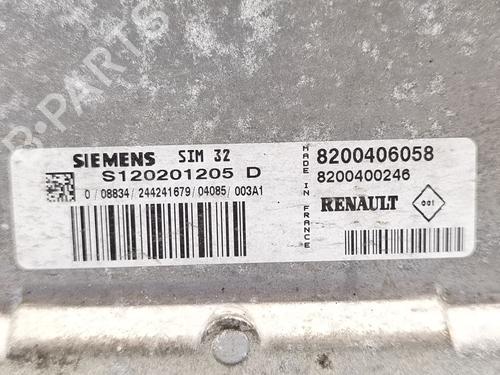 B-PARTS
SIEMENS SIM 32
S120201205 D
0 / 08834 / 244241679 / 04085 / 003A1
MADE IN FRANCE
8200406058
8200400246
RENAULT 001